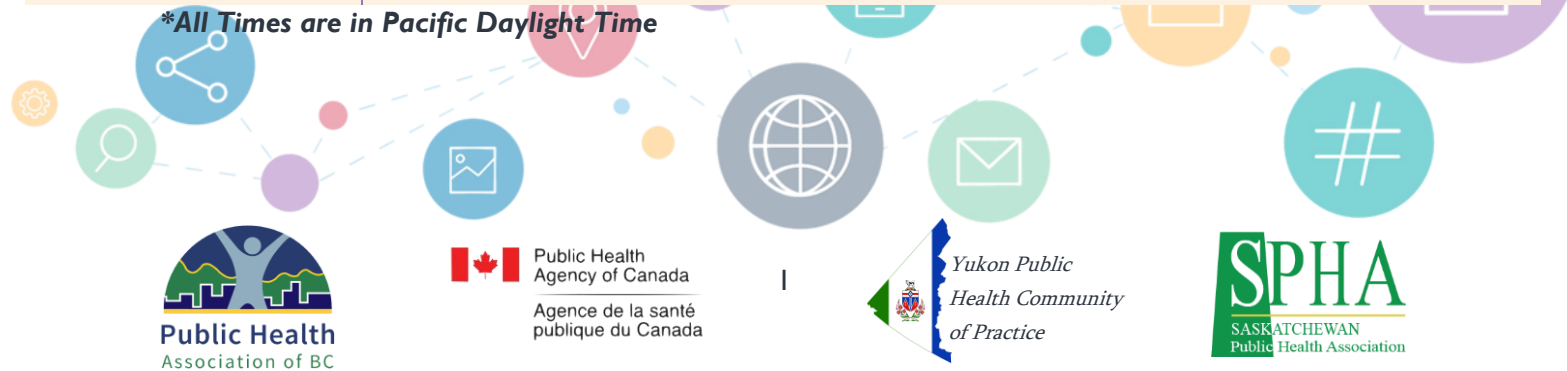 *All Times are in Pacific Daylight Time
#
Public Health
Association of BC
Public Health
Agency of Canada
Agence de la santé
publique du Canada
I
Yukon Public
Health Community
of Practice
SPHA
SASKATCHEWAN
Public Health Association